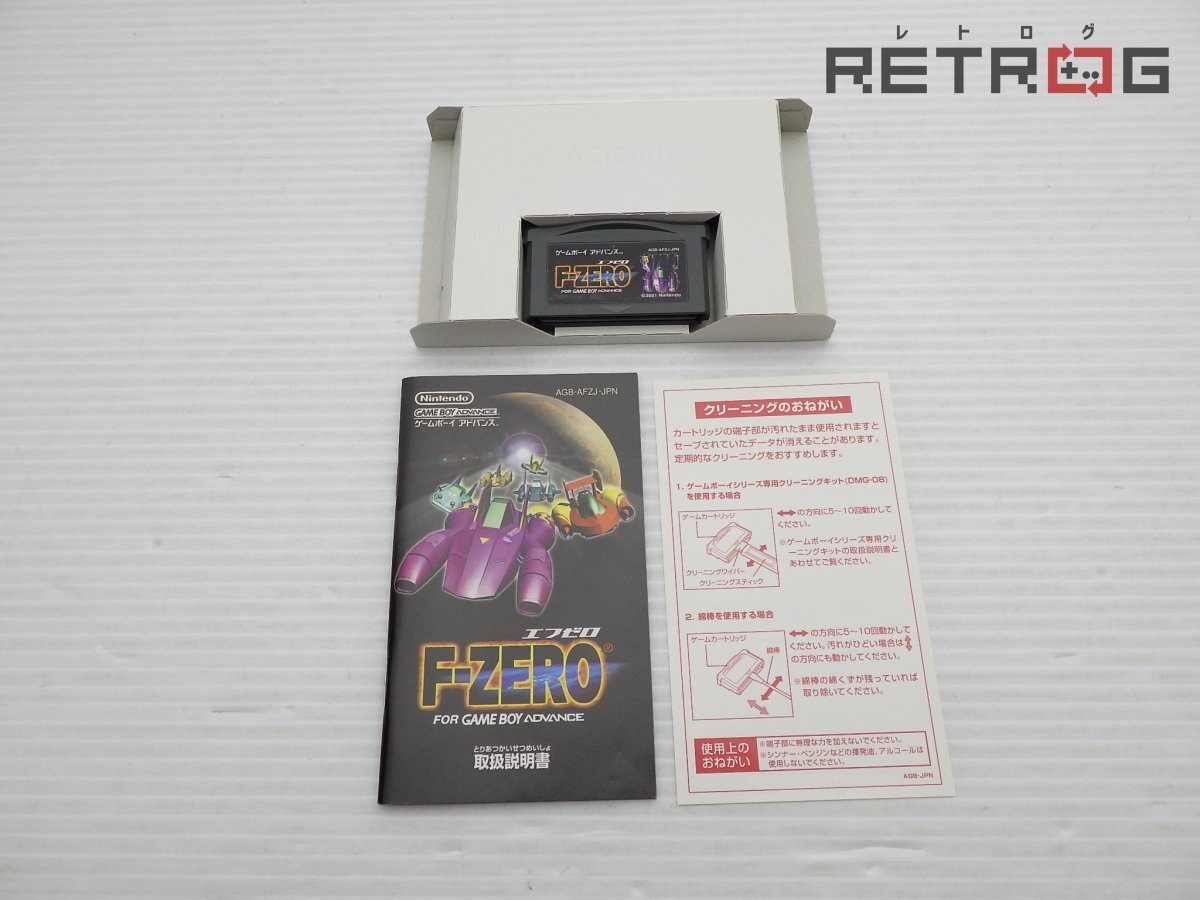 レトログ
RETROG
ゲームボーイ アドバンス™
AGB-AFZJ-JPN
エフゼロ
F-ZERO
FOR GAME BOY ADVANCE
©2001 Nintendo
Nintendo
AGB-AFZJ-JPN
GAME BOY ADVANCE
ゲームボーイ アドバンス™
エフゼロ
F-ZERO®
FOR GAME BOY ADVANCE
とりあつかいせつめいしょ
取扱説明書
クリーニングのおねがい
カートリッジの端子部が汚れたまま使用されますと
セーブされていたデータが消えることがあります。
定期的なクリーニングをおすすめします。
1. ゲームボーイシリーズ専用クリーニングキット(DMG-08)
を使用する場合
ゲームカートリッジ
クリーニングワイパー
クリーニングスティック
↔の方向に5〜10回動かして
ください。
※ゲームボーイシリーズ専用クリ
ーニングキットの取扱説明書と
あわせてご覧ください。
2. 綿棒を使用する場合
ゲームカートリッジ
綿棒
↔の方向に5〜10回動かして
ください。汚れがひどい場合は↕
の方向にも動かしてください。
※綿棒の綿くずが残っていれば
取り除いてください。
使用上の
おねがい
※端子部に無理な力を加えないでください。
※シンナー・ベンジンなどの揮発油、アルコールは
使用しないでください。
AGB-JPN